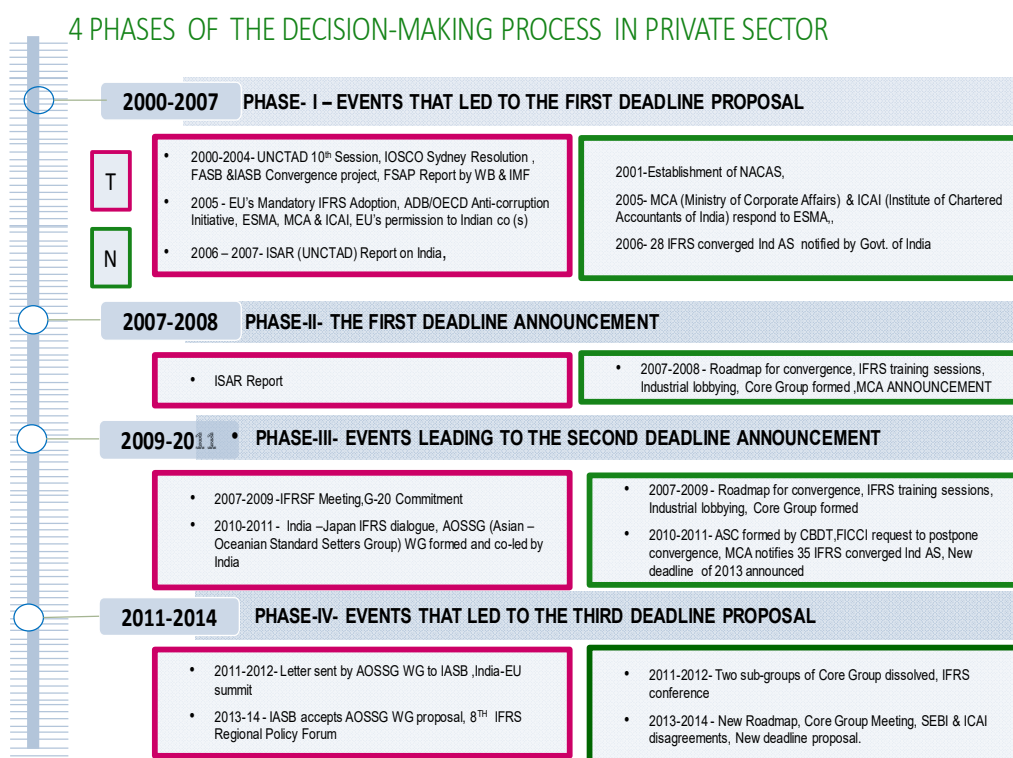 4 PHASES OF THE DECISION-MAKING PROCESS IN PRIVATE SECTOR
2000-2007 PHASE- I – EVENTS THAT LED TO THE FIRST DEADLINE PROPOSAL
T
N
• 2000-2004- UNCTAD 10th Session, IOSCO Sydney Resolution ,
FASB &IASB Convergence project, FSAP Report by WB & IMF
• 2005 - EU's Mandatory IFRS Adoption, ADB/OECD Anti-corruption
Initiative, ESMA, MCA & ICAI, EU's permission to Indian co (s)
• 2006 – 2007- ISAR (UNCTAD) Report on India,
2001-Establishment of NACAS,
2005- MCA (Ministry of Corporate Affairs) & ICAI (Institute of Chartered
Accountants of India) respond to ESMA,,
2006- 28 IFRS converged Ind AS notified by Govt. of India
2007-2008 PHASE-II- THE FIRST DEADLINE ANNOUNCEMENT
• ISAR Report
• 2007-2008 - Roadmap for convergence, IFRS training sessions,
Industrial lobbying, Core Group formed ,MCA ANNOUNCEMENT
2009-2011 • PHASE-III- EVENTS LEADING TO THE SECOND DEADLINE ANNOUNCEMENT
• 2007-2009 -IFRSF Meeting,G-20 Commitment
• 2010-2011 - India –Japan IFRS dialogue, AOSSG (Asian –
Oceanian Standard Setters Group) WG formed and co-led by
India
• 2007-2009 - Roadmap for convergence, IFRS training sessions,
Industrial lobbying, Core Group formed
• 2010-2011- ASC formed by CBDT,FICCI request to postpone
convergence, MCA notifies 35 IFRS converged Ind AS, New
deadline of 2013 announced
2011-2014 PHASE-IV- EVENTS THAT LED TO THE THIRD DEADLINE PROPOSAL
• 2011-2012- Letter sent by AOSSG WG to IASB ,India-EU
summit
• 2013-14 - IASB accepts AOSSG WG proposal, 8TH IFRS
Regional Policy Forum
• 2011-2012- Two sub-groups of Core Group dissolved, IFRS
conference
• 2013-2014 - New Roadmap, Core Group Meeting, SEBI & ICAI
disagreements, New deadline proposal.